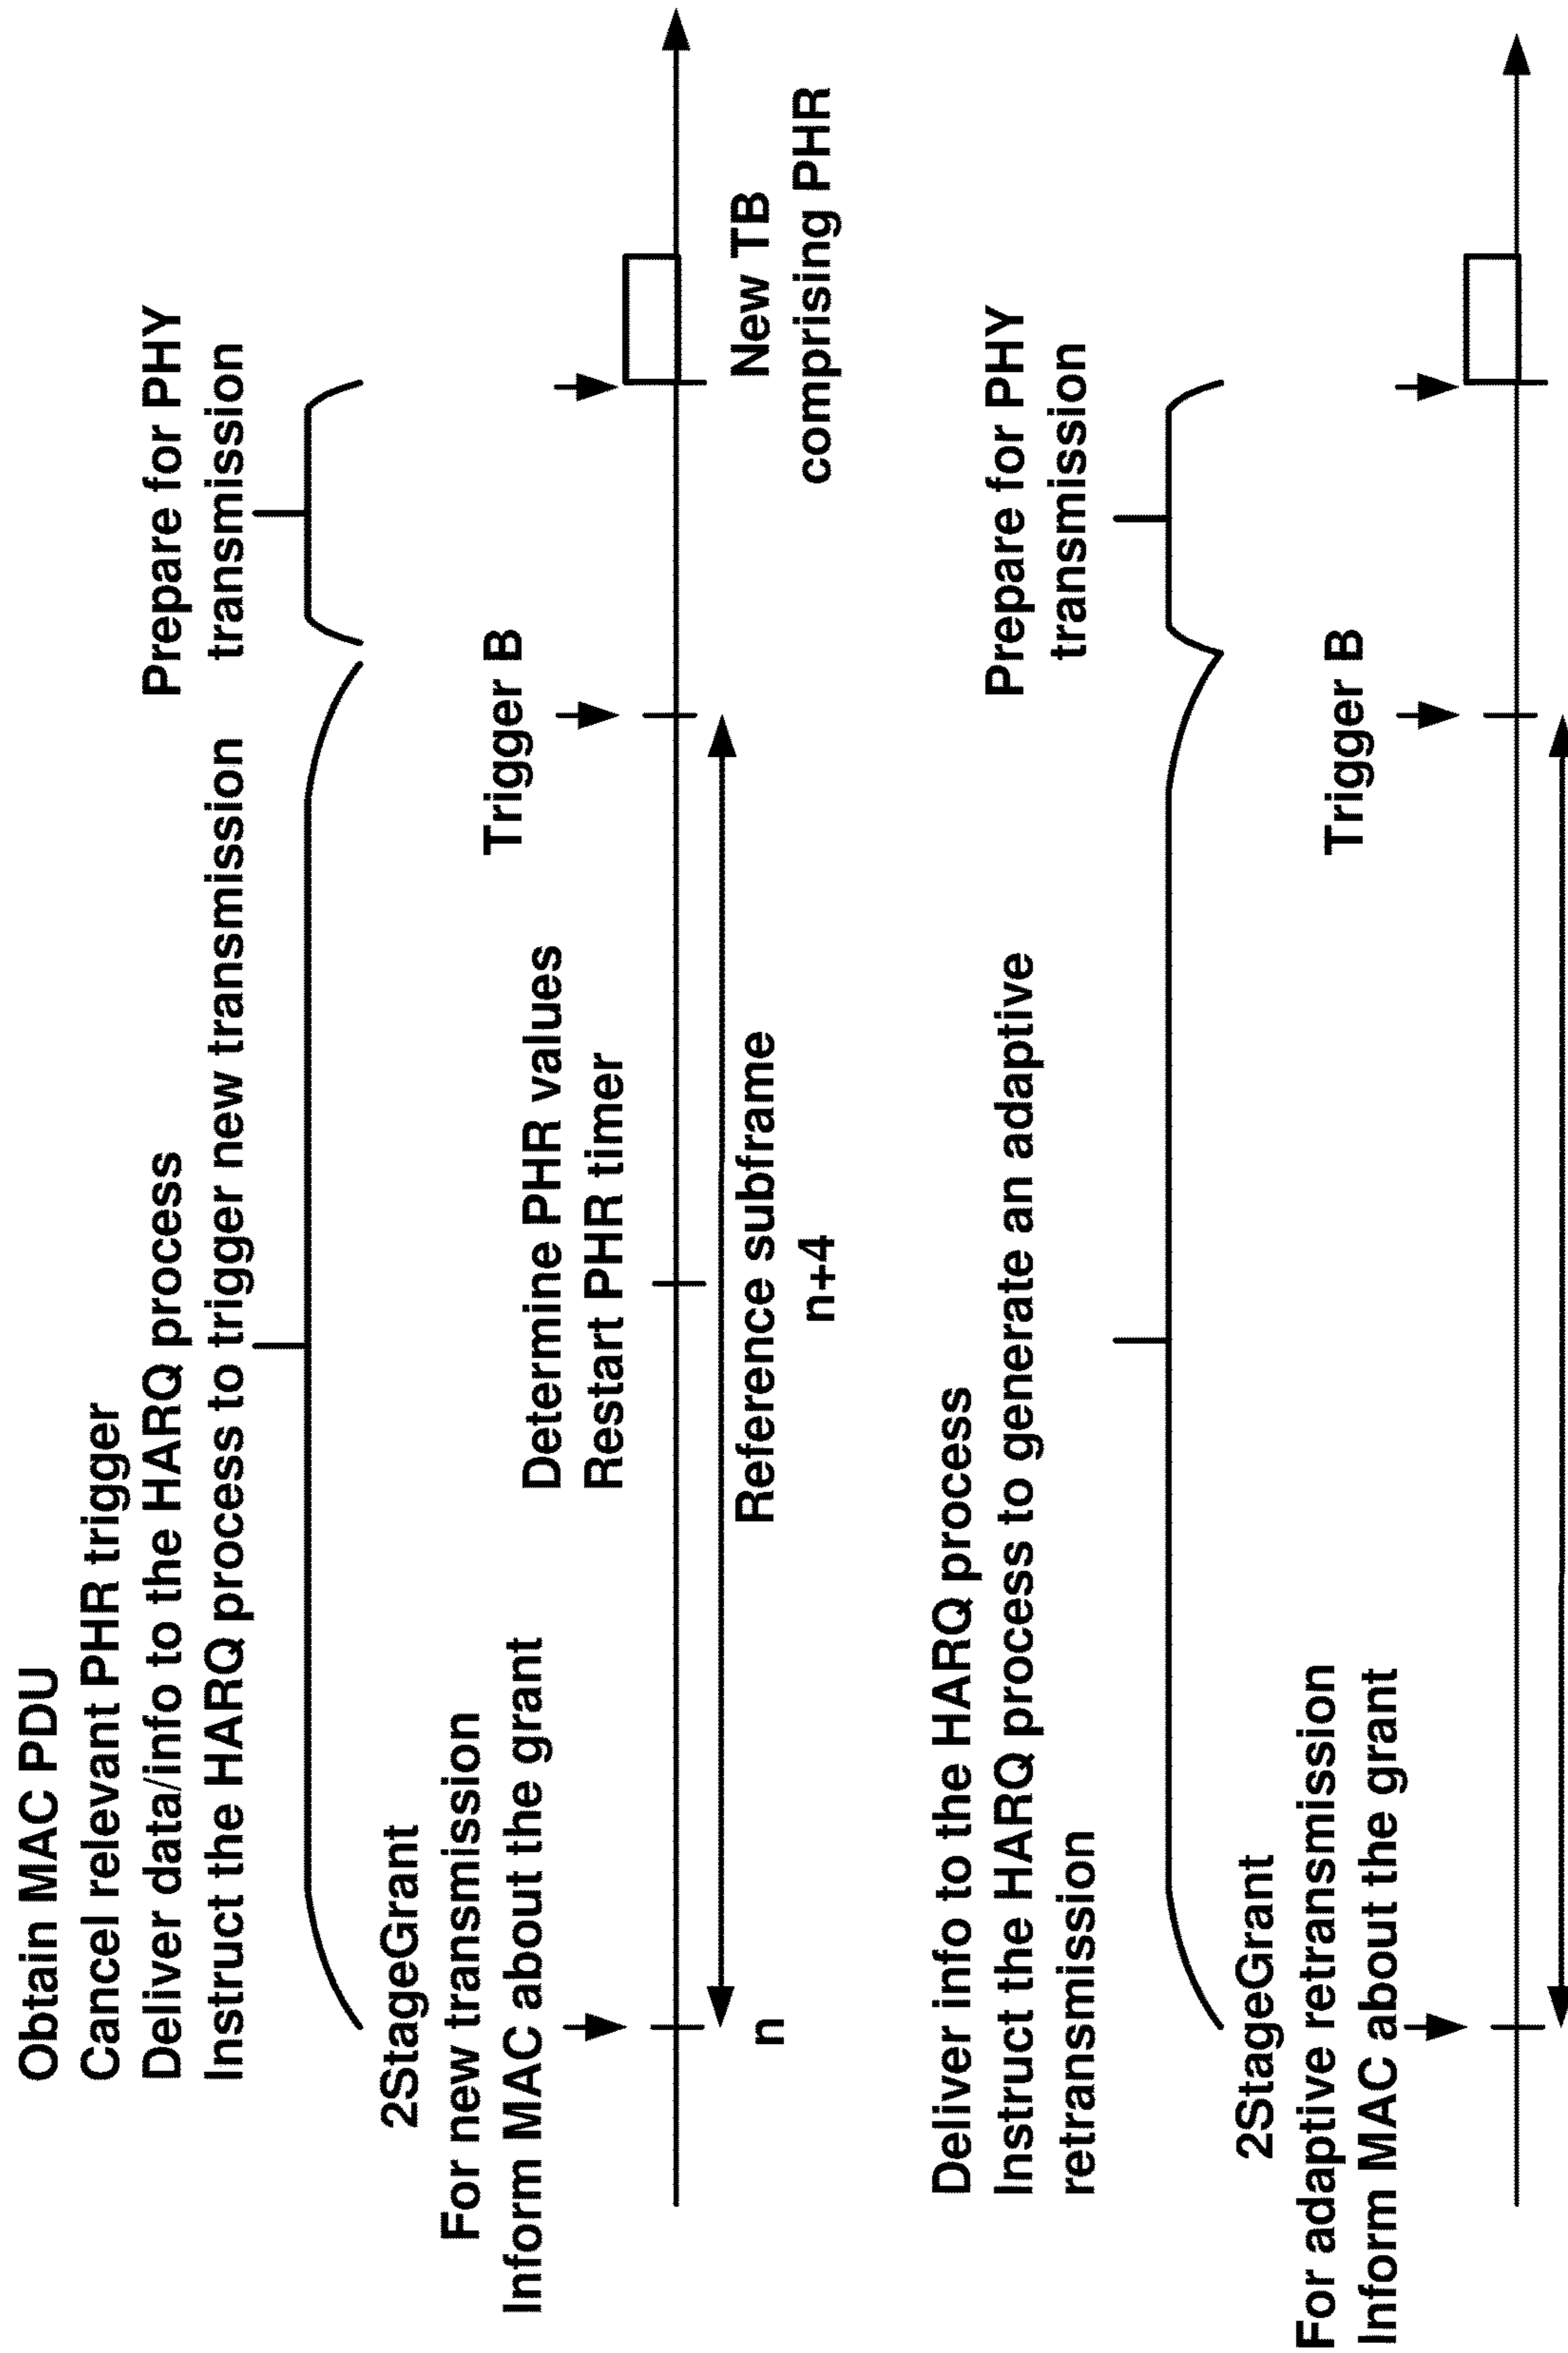 Obtain MAC PDU
Cancel relevant PHR trigger
Deliver data/info to the HARQ process
Instruct the HARQ process to trigger new transmission
Prepare for PHY
transmission
2StageGrant
For new transmission
Inform MAC about the grant
Determine PHR values
Restart PHR timer
Trigger B
n
Reference subframe
n+4
New TB
comprising PHR
Deliver info to the HARQ process
Instruct the HARQ process to generate an adaptive
retransmission
Prepare for PHY
transmission
2StageGrant
For adaptive retransmission
Inform MAC about the grant
Trigger B